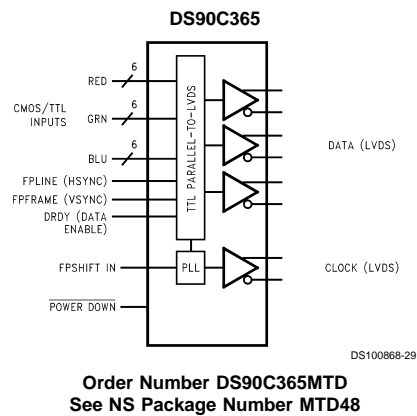 DS90C365
RED
6
CMOS/TTL
INPUTS
GRN
6
BLU
6
FPLINE (HSYNC)
FPFRAME (VSYNC)
DRDY (DATA
ENABLE)
FPSHIFT IN
POWER DOWN
TTL PARALLEL-TO-LVDS
PLL
DATA (LVDS)
CLOCK (LVDS)
DS100868-29
Order Number DS90C365MTD
See NS Package Number MTD48